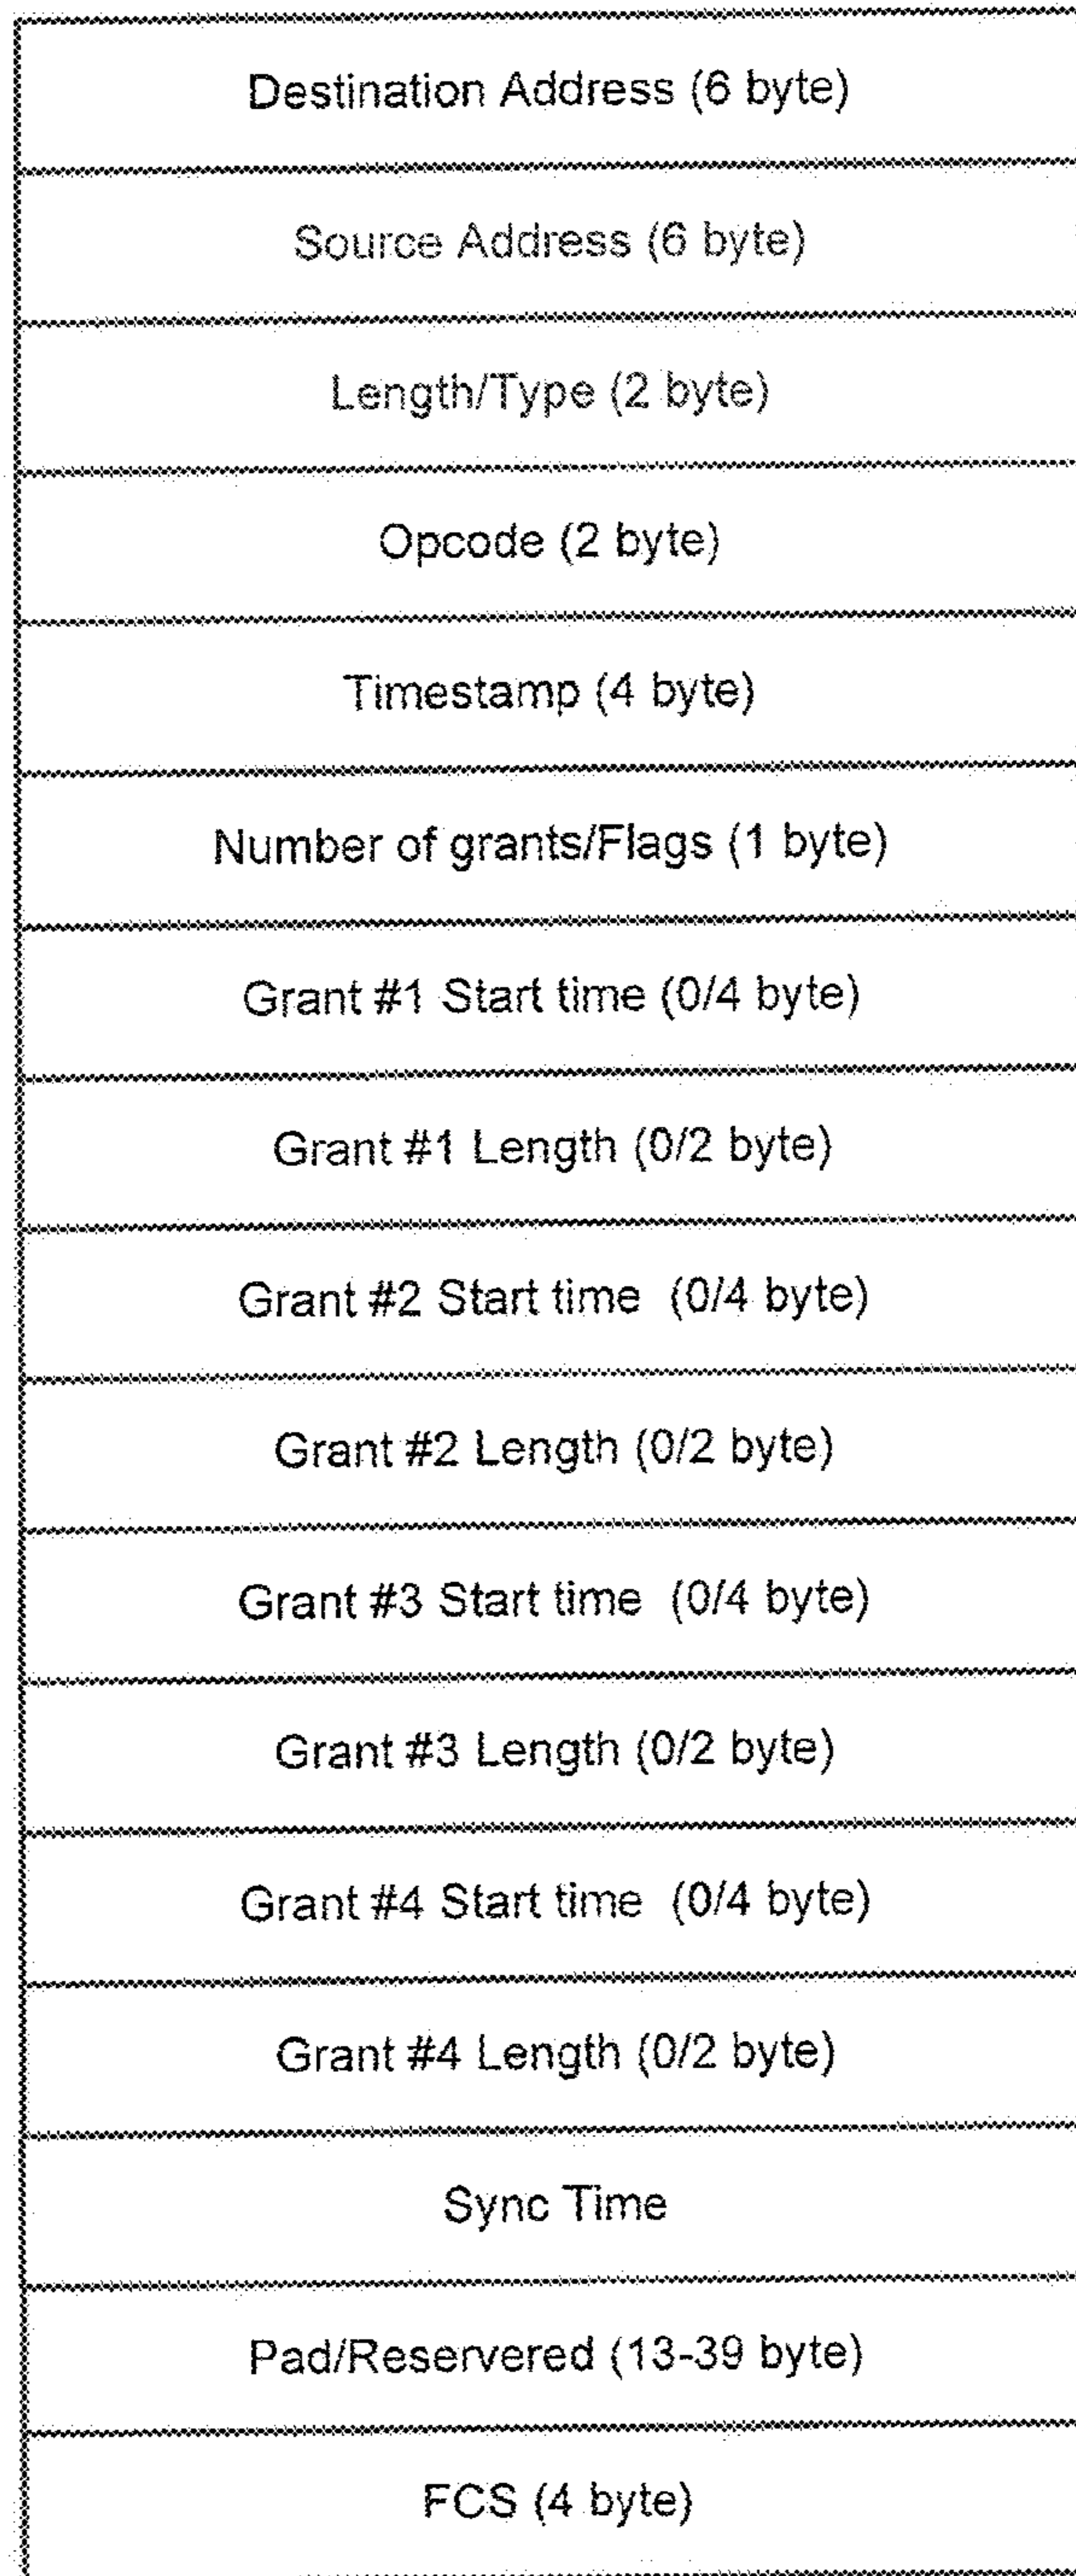 Destination Address (6 byte)
Source Address (6 byte)
Length/Type (2 byte)
Opcode (2 byte)
Timestamp (4 byte)
Number of grants/Flags (1 byte)
Grant #1 Start time (0/4 byte)
Grant #1 Length (0/2 byte)
Grant #2 Start time (0/4 byte)
Grant #2 Length (0/2 byte)
Grant #3 Start time (0/4 byte)
Grant #3 Length (0/2 byte)
Grant #4 Start time (0/4 byte)
Grant #4 Length (0/2 byte)
Sync Time
Pad/Reservered (13-39 byte)
FCS (4 byte)